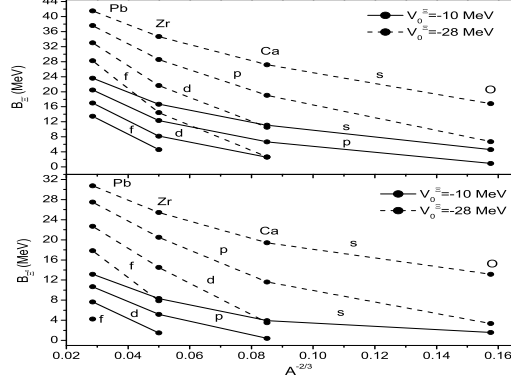 44
40
36
32
28
24
20
16
12
8
4
0
B_Ξ (MeV)
Pb
Zr
Ca
O
s
p
d
f
s
p
d
f
V_0^Ξ=-10 MeV
V_0^Ξ=-28 MeV
32
28
24
20
16
12
8
4
0
B_Ξ⁻ (MeV)
Pb
Zr
Ca
O
s
p
d
f
s
p
d
f
V_0^Ξ=-10 MeV
V_0^Ξ=-28 MeV
0.02 0.04 0.06 0.08 0.10 0.12 0.14 0.16
A^-2/3